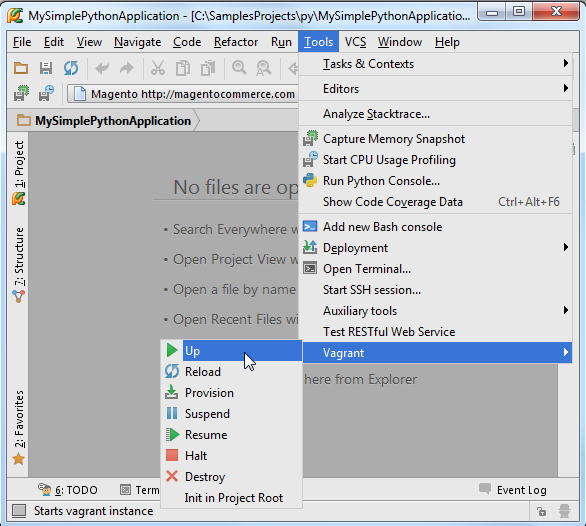 MySimplePythonApplication - [C:\SamplesProjects\py\MySimplePythonApplication...
File Edit View Navigate Code Refactor Run Tools VCS Window Help
Magento http://magentocommerce.com
MySimplePythonApplication
1: Project
7: Structure
2: Favorites
No files are op
• Search Everywhere w
• Open Project View w
• Open a file by name
• Open Recent Files wi
here from Explorer
Tasks & Contexts
Editors
Analyze Stacktrace...
Capture Memory Snapshot
Start CPU Usage Profiling
Run Python Console...
Show Code Coverage Data Ctrl+Alt+F6
Add new Bash console
Deployment
Open Terminal...
Start SSH session...
Auxiliary tools
Test RESTful Web Service
Vagrant
Up
Reload
Provision
Suspend
Resume
Halt
Destroy
Init in Project Root
6: TODO Term Event Log
Starts vagrant instance